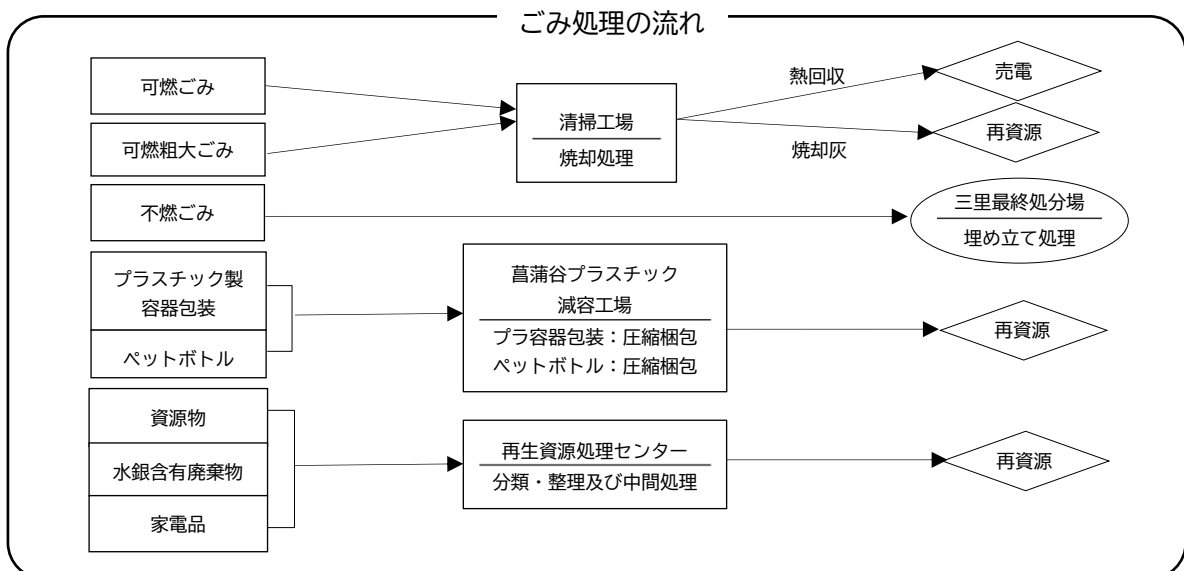 ごみ処理の流れ
可燃ごみ
可燃粗大ごみ
清掃工場
焼却処理
熱回収
売電
焼却灰
再資源
不燃ごみ
三里最終処分場
埋め立て処理
プラスチック製
容器包装
ペットボトル
菖蒲谷プラスチック
減容工場
プラ容器包装：圧縮梱包
ペットボトル：圧縮梱包
再資源
資源物
水銀含有廃棄物
家電品
再生資源処理センター
分類・整理及び中間処理
再資源